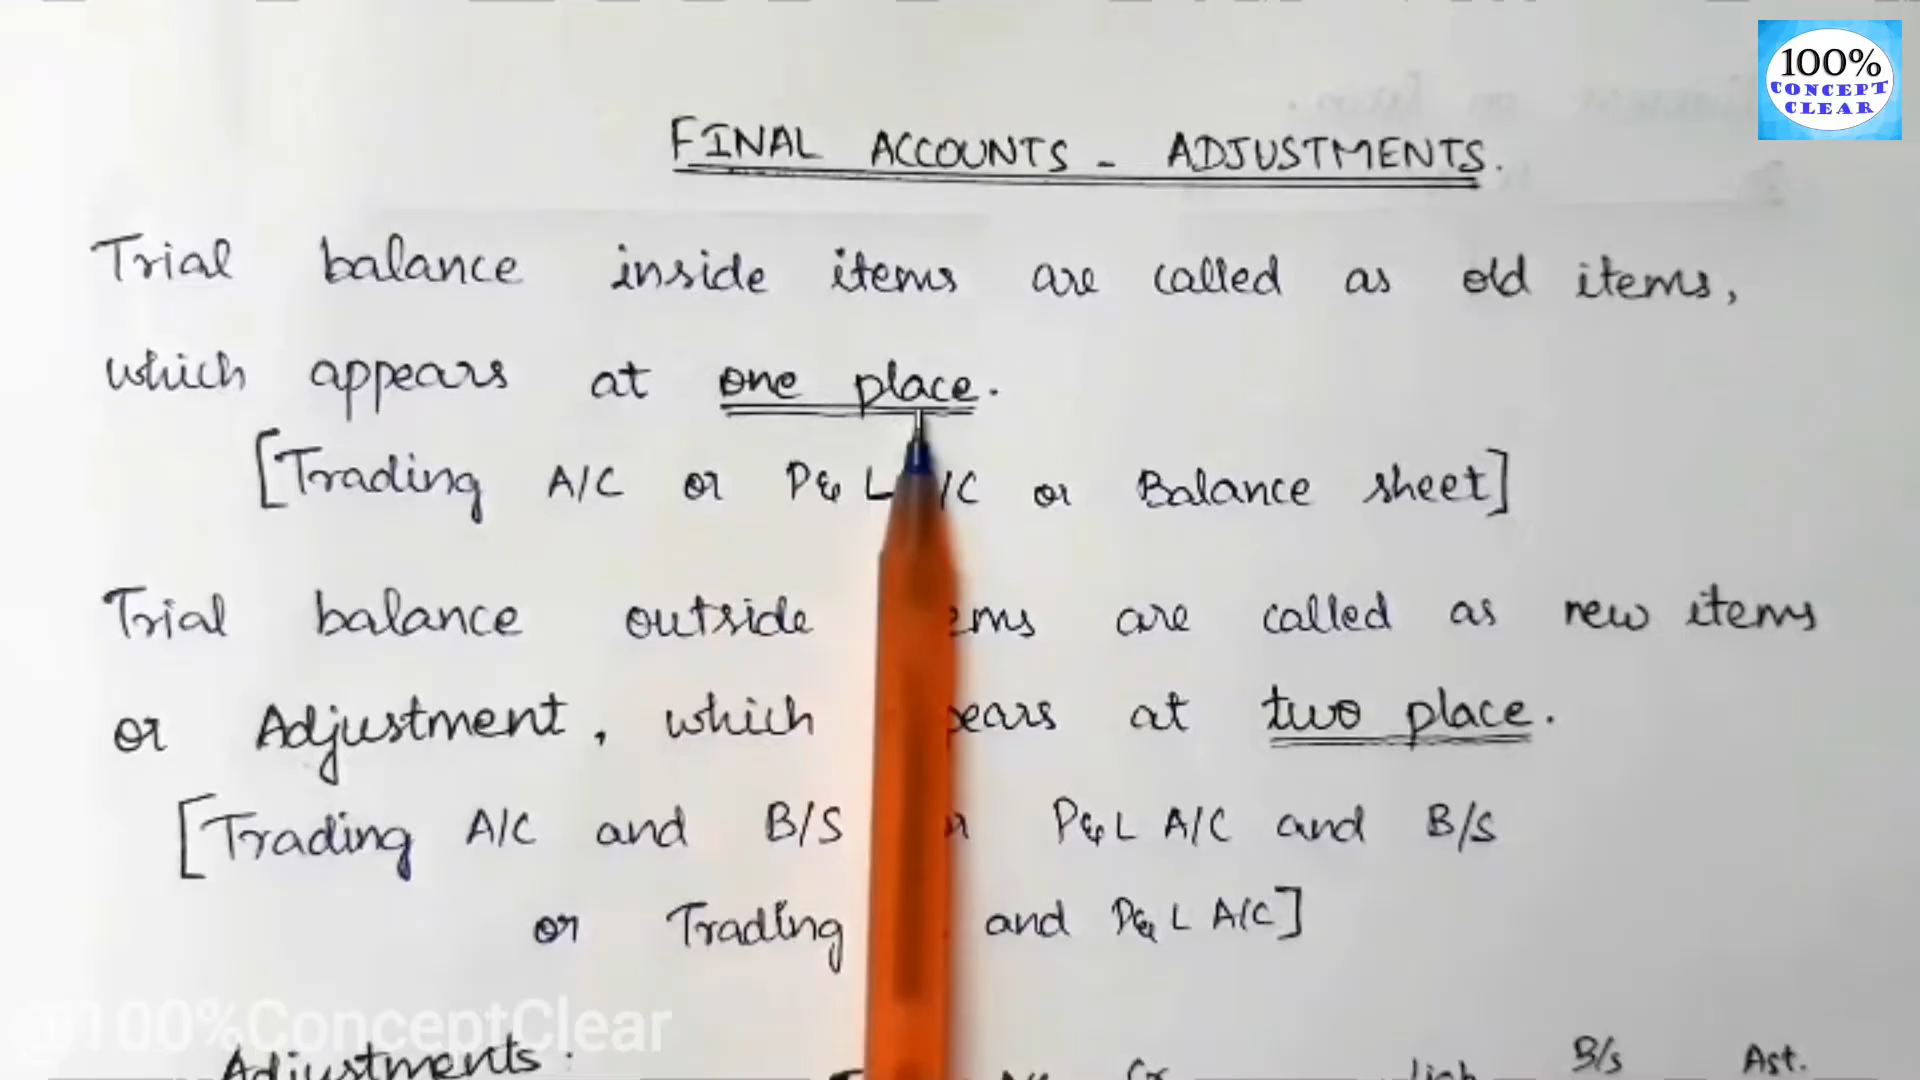 100%
CONCEPT
CLEAR
FINAL ACCOUNTS - ADJUSTMENTS.
Trial balance inside items are called as old items,
which appears at one place.
[Trading A/C or P&L /C or Balance sheet]
Trial balance outside ems are called as new items
or Adjustment, which pears at two place.
[Trading A/C and B/S P&L A/C and B/S
or Trading and P&L A/C]
@100%ConceptClear
Adjustments: B/s Ast.